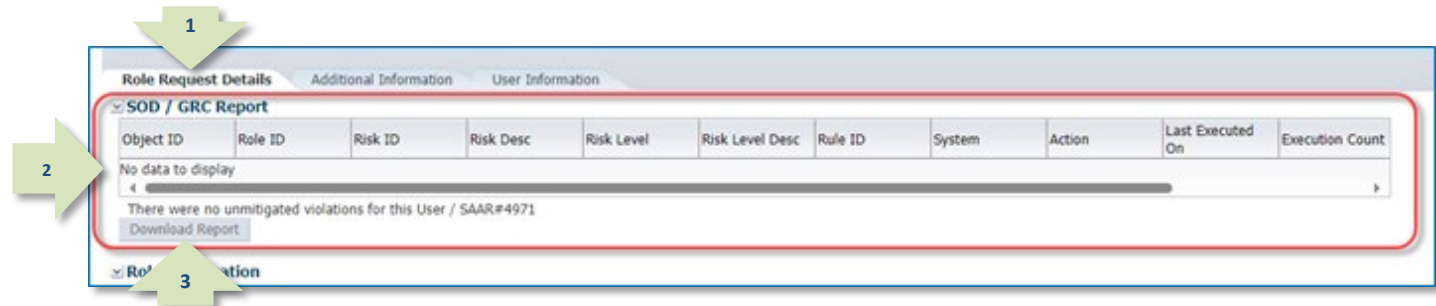 1
Role Request Details Additional Information User Information
SOD / GRC Report
Object ID Role ID Risk ID Risk Desc Risk Level Risk Level Desc Rule ID System Action Last Executed On Execution Count
2
No data to display
There were no unmitigated violations for this User / SAAR#4971
Download Report
3